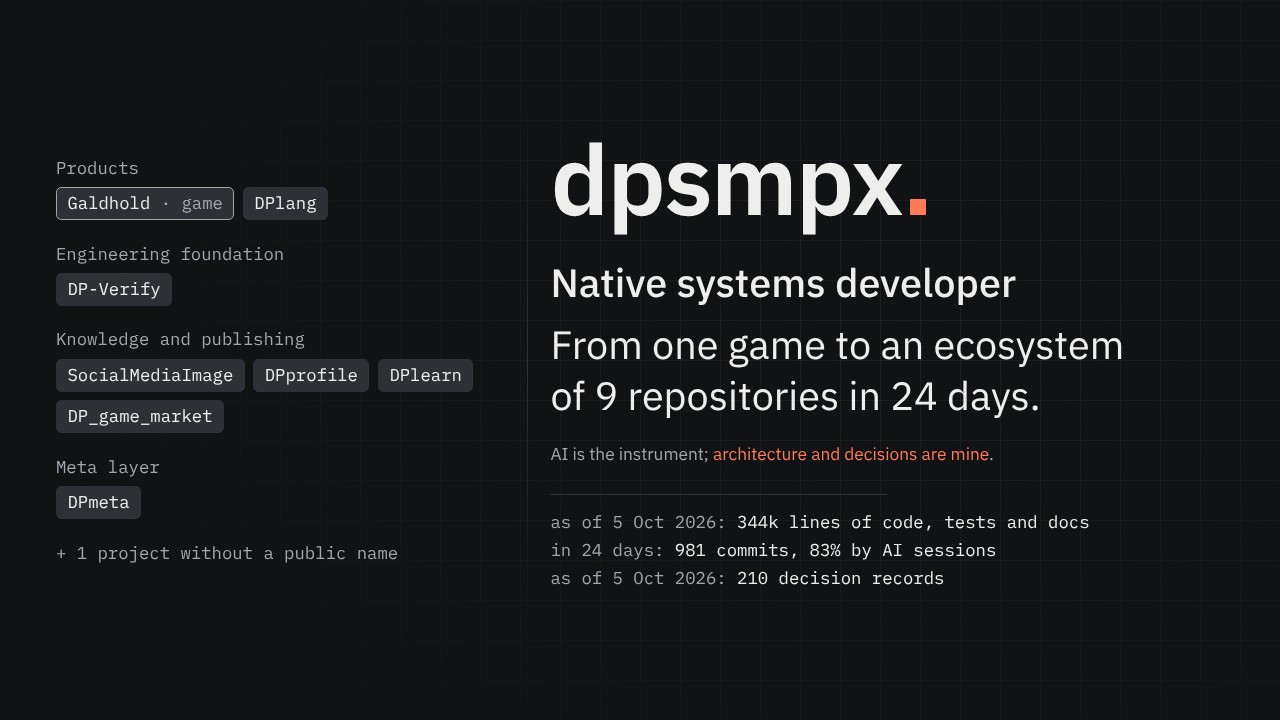 Products
Galdhold · game DPlang
Engineering foundation
DP-Verify
Knowledge and publishing
SocialMediaImage DPprofile DPlearn
DP_game_market
Meta layer
DPmeta
+ 1 project without a public name
dpsmpx.
Native systems developer
From one game to an ecosystem
of 9 repositories in 24 days.
AI is the instrument; architecture and decisions are mine.
as of 5 Oct 2026: 344k lines of code, tests and docs
in 24 days: 981 commits, 83% by AI sessions
as of 5 Oct 2026: 210 decision records